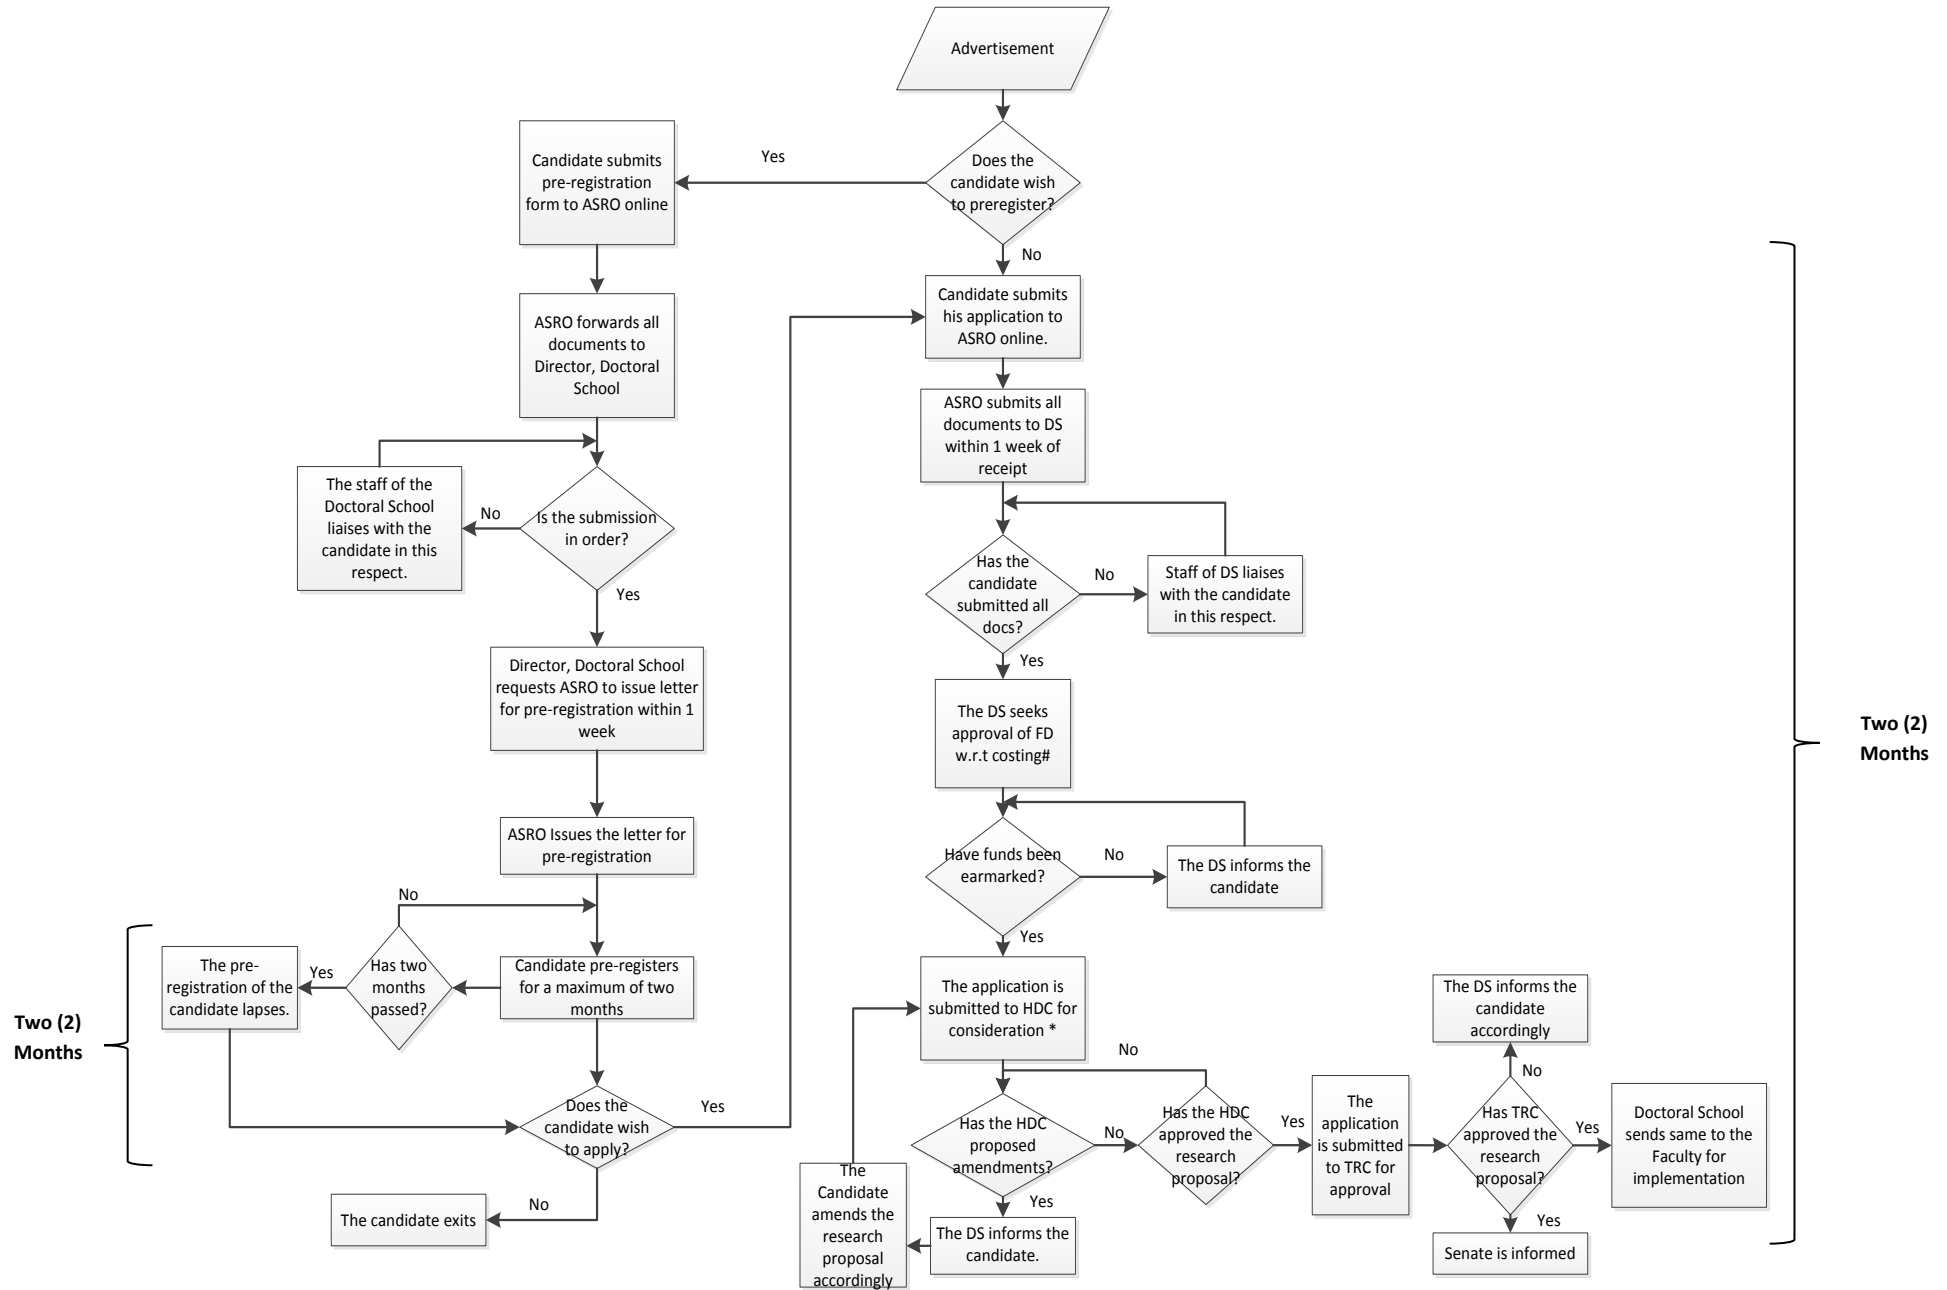 Advertisement
Does the
candidate wish
to preregister?
Yes
No
Candidate submits
pre-registration
form to ASRO online
ASRO forwards all
documents to
Director, Doctoral
School
Is the submission
in order?
No
The staff of the
Doctoral School
liaises with the
candidate in this
respect.
Yes
Director, Doctoral School
requests ASRO to issue letter
for pre-registration within 1
week
ASRO Issues the letter for
pre-registration
Candidate pre-registers
for a maximum of two
months
Has two
months
passed?
No
Yes
The pre-
registration of the
candidate lapses.
Two (2)
Months
Does the
candidate wish
to apply?
Yes
No
The candidate exits
Candidate submits
his application to
ASRO online.
ASRO submits all
documents to DS
within 1 week of
receipt
Has the
candidate
submitted all
docs?
No
Staff of DS liaises
with the candidate
in this respect.
Yes
The DS seeks
approval of FD
w.r.t costing#
Have funds been
earmarked?
No
The DS informs the
candidate
Yes
The application is
submitted to HDC for
consideration *
Has the HDC
proposed
amendments?
Yes
The DS informs the
candidate.
The
Candidate
amends the
research
proposal
accordingly
No
Has the HDC
approved the
research
proposal?
No
Yes
The
application
is submitted
to TRC for
approval
Has TRC
approved the
research
proposal?
No
The DS informs the
candidate
accordingly
Yes
Doctoral School
sends same to the
Faculty for
implementation
Yes
Senate is informed
Two (2)
Months